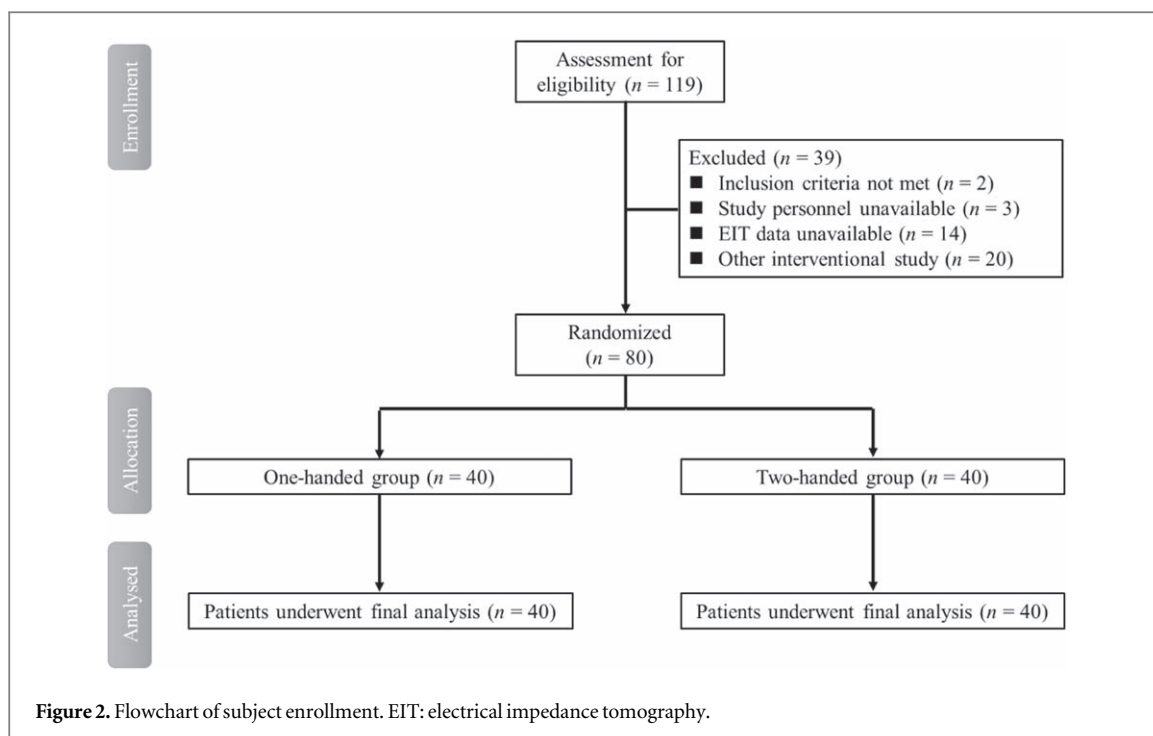 Enrollment
Assessment for
eligibility (n = 119)
Excluded (n = 39)
■ Inclusion criteria not met (n = 2)
■ Study personnel unavailable (n = 3)
■ EIT data unavailable (n = 14)
■ Other interventional study (n = 20)
Randomized
(n = 80)
Allocation
One-handed group (n = 40)
Two-handed group (n = 40)
Analysed
Patients underwent final analysis (n = 40)
Patients underwent final analysis (n = 40)
Figure 2. Flowchart of subject enrollment. EIT: electrical impedance tomography.